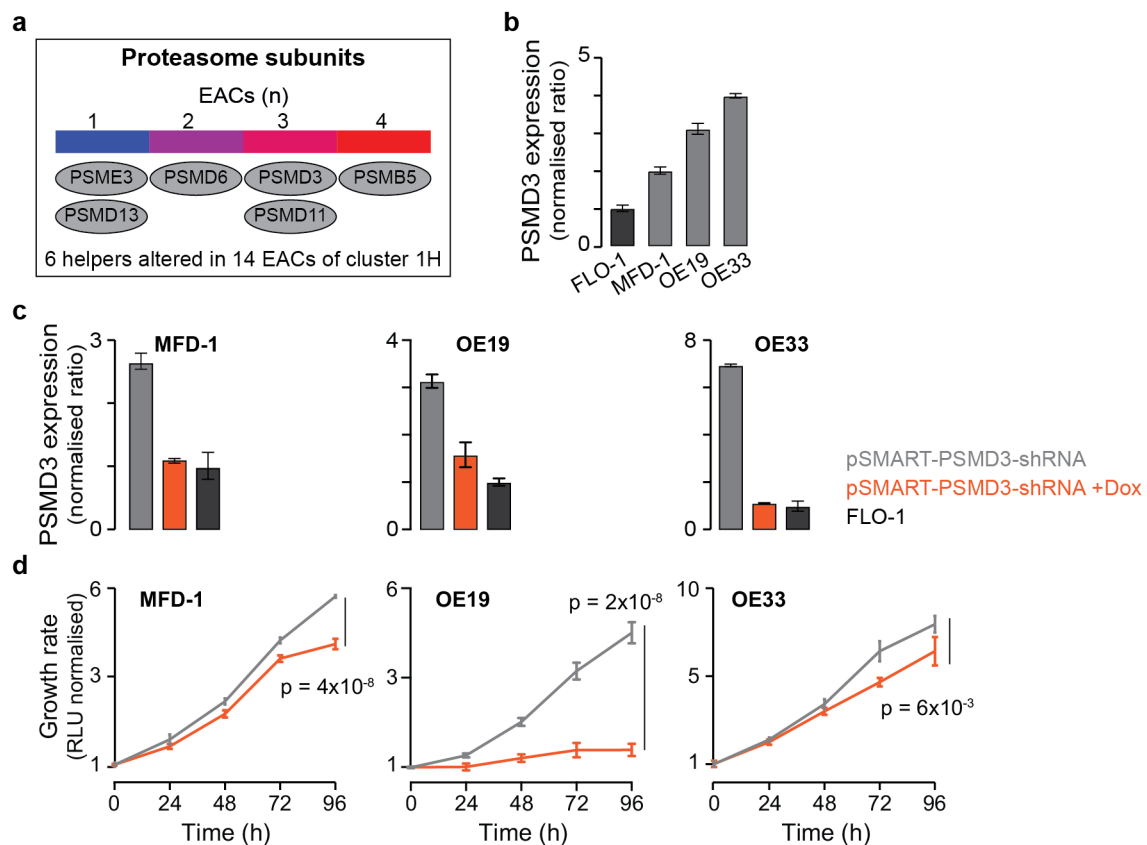 a
Proteasome subunits
EACs (n)
1 2 3 4
PSME3 PSMD6 PSMD3 PSMB5
PSMD13 PSMD11
6 helpers altered in 14 EACs of cluster 1H
b
PSMD3 expression
(normalised ratio)
5
0
FLO-1 MFD-1 OE19 OE33
c
PSMD3 expression
(normalised ratio)
MFD-1
3
0
OE19
4
0
OE33
8
0
pSMART-PSMD3-shRNA
pSMART-PSMD3-shRNA +Dox
FLO-1
d
Growth rate
(RLU normalised)
MFD-1
6
3
1
p = 4x10⁻⁸
0 24 48 72 96
Time (h)
OE19
6
3
1
p = 2x10⁻⁸
0 24 48 72 96
Time (h)
OE33
10
5
1
p = 6x10⁻³
0 24 48 72 96
Time (h)